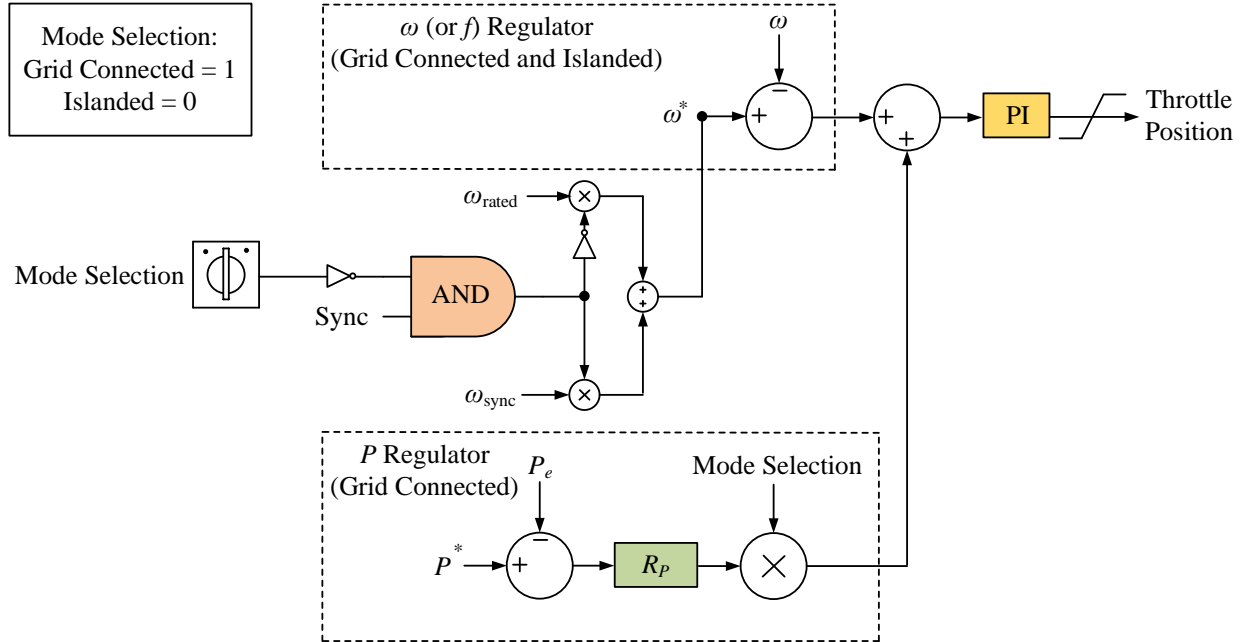 Mode Selection:
Grid Connected = 1
Islanded = 0
ω (or f) Regulator
(Grid Connected and Islanded)
ω
−
ω*
+
+
+
PI
Throttle
Position
ω_rated
×
Mode Selection
AND
Sync
+
+
ω_sync
×
P Regulator
(Grid Connected)
P_e
Mode Selection
−
P*
+
R_P
×